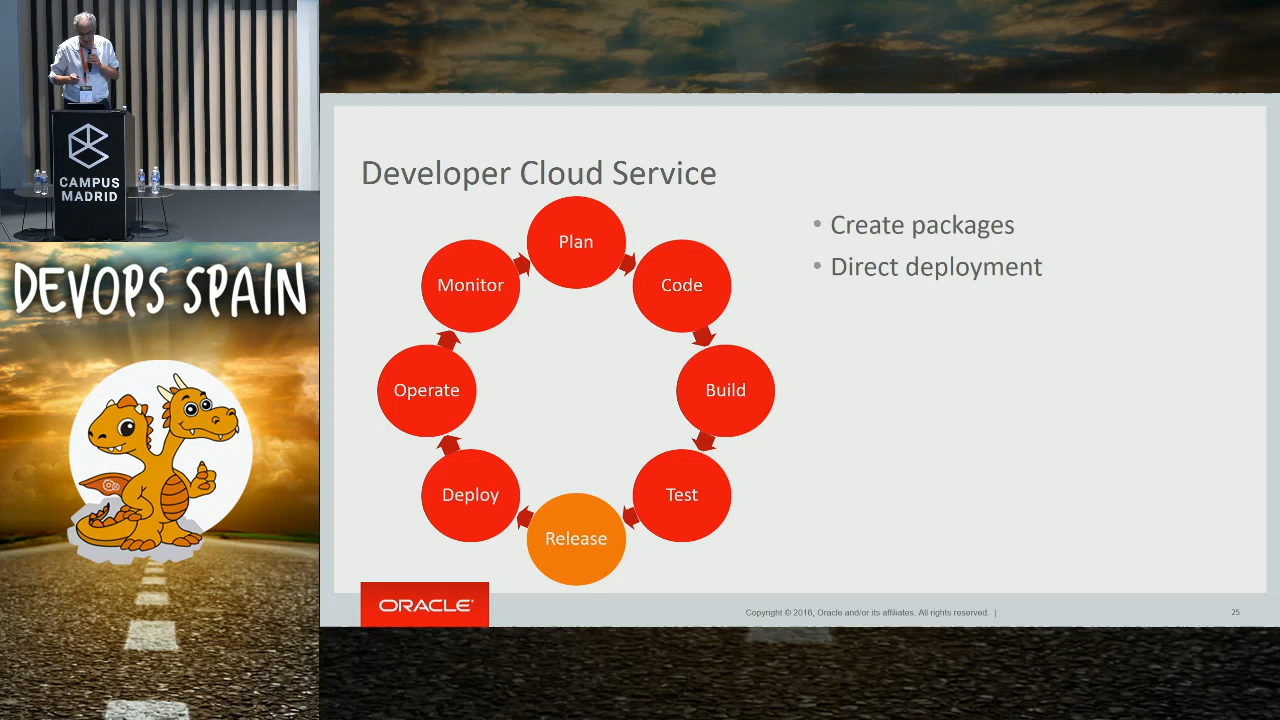 CAMPUS
MADRID
DEVOPS SPAIN
Developer Cloud Service
Plan
Code
Build
Test
Release
Deploy
Operate
Monitor
• Create packages
• Direct deployment
ORACLE®
Copyright © 2016, Oracle and/or its affiliates. All rights reserved. |
25